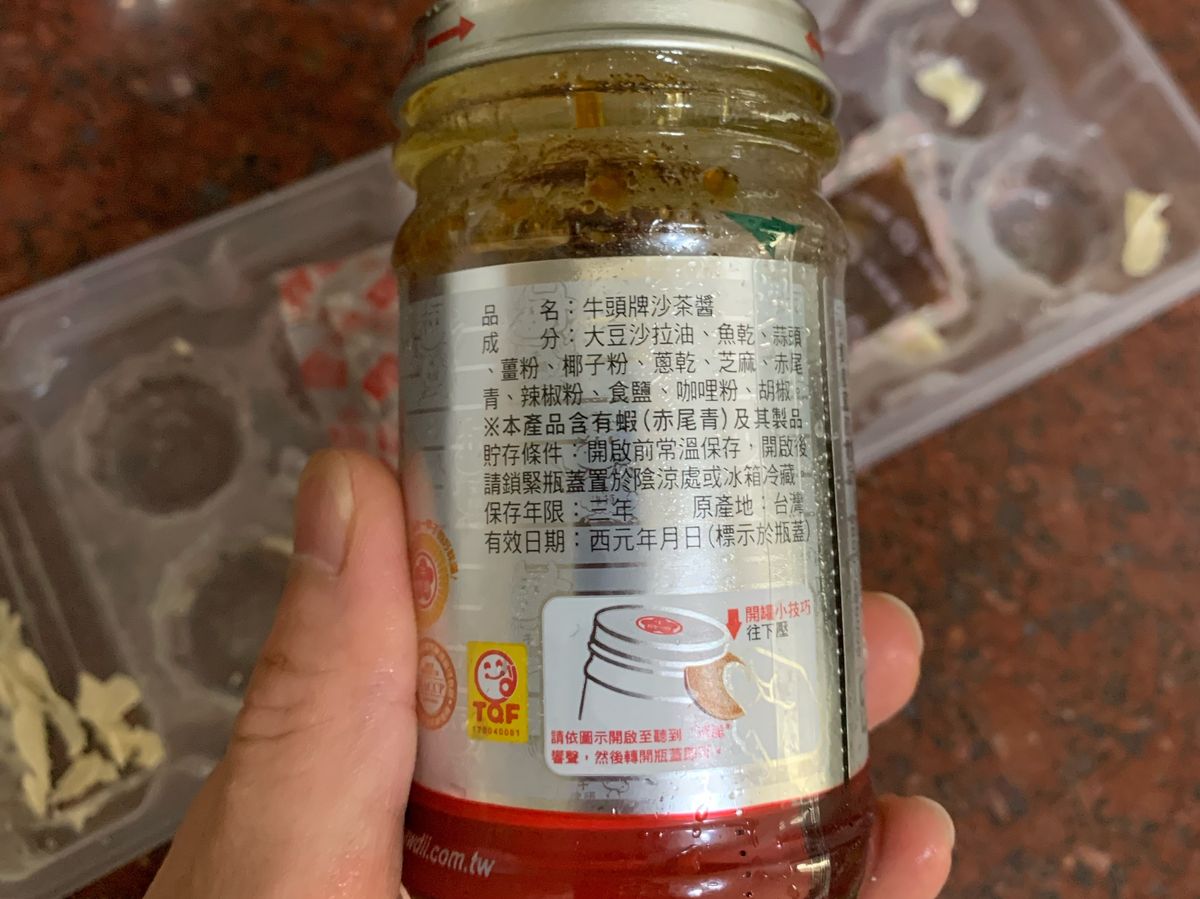 品 名：牛頭牌沙茶醬
成 分：大豆沙拉油、魚乾、蒜頭
、薑粉、椰子粉、蔥乾、芝麻、赤尾
青、辣椒粉、食鹽、咖哩粉、胡椒。
※本產品含有蝦(赤尾青)及其製品
貯存條件：開啟前常溫保存，開啟後
請鎖緊瓶蓋置於陰涼處或冰箱冷藏。
保存年限：三年 原產地：台灣
有效日期：西元年月日(標示於瓶蓋)
開罐小技巧
往下壓
TQF
請依圖示開啟至聽到
響聲，然後轉開瓶蓋
.com.tw